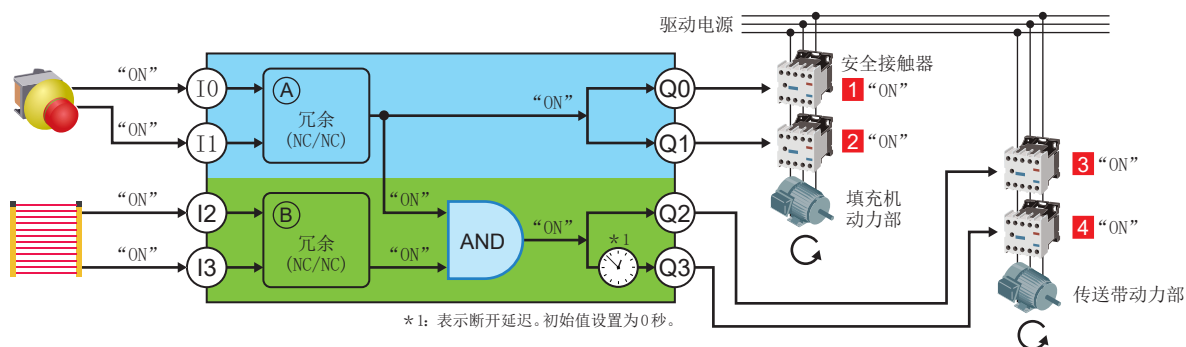 驱动电源
安全接触器
“ON”
“ON”
I0
I1
A
冗余
(NC/NC)
“ON”
Q0
Q1
1 “ON”
2 “ON”
填充机
动力部
“ON”
“ON”
I2
I3
B
冗余
(NC/NC)
“ON”
“ON”
AND
“ON”
*1
Q2
Q3
3 “ON”
4 “ON”
传送带动力部
*1: 表示断开延迟。初始值设置为0秒。